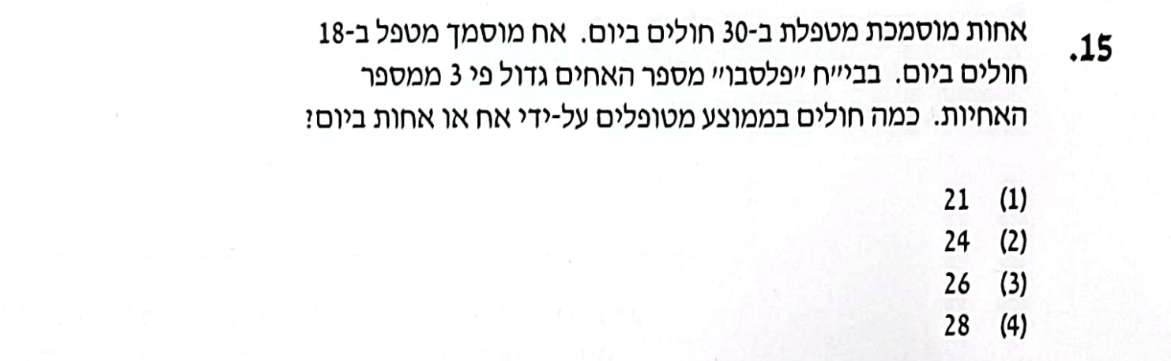 15. אחות מוסמכת מטפלת ב-30 חולים ביום. אח מוסמך מטפל ב-18
חולים ביום. בבי״ח ״פלסבו״ מספר האחים גדול פי 3 ממספר
האחיות. כמה חולים בממוצע מטופלים על-ידי אח או אחות ביום?
(1) 21
(2) 24
(3) 26
(4) 28